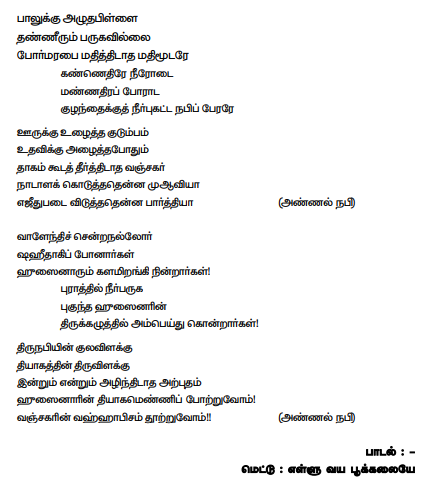 பாலுக்கு அழுதபிள்ளை
தண்ணீரும் பருகவில்லை
போர்மரபை மதித்திடாத மதிமூடரே
கண்ணெதிரே நீரோடை
மண்ணதிரப் போராட
குழந்தைக்குத் நீர்புகட்ட நபிப் பேரரே
ஊருக்கு உழைத்த குடும்பம்
உதவிக்கு அழைத்தபோதும்
தாகம் கூடத் தீர்த்திடாத வஞ்சகர்
நாடாளக் கொடுத்ததென்ன முஆவியா
எஜீதுபடை விடுத்ததென்ன பார்த்தியா (அண்ணல் நபி)
வாளேந்திச் சென்றநல்லோர்
ஷஹீதாகிப் போனார்கள்
ஹுஸைனாரும் களமிறங்கி நின்றார்கள்!
புராத்தில் நீர்பருக
புகுந்த ஹுஸைனாரின்
திருக்கழுத்தில் அம்பெய்து கொன்றார்கள்!
திருநபியின் குலவிளக்கு
தியாகத்தின் திருவிளக்கு
இன்றும் என்றும் அழிந்திடாத அற்புதம்
ஹுஸைனாரின் தியாகமெண்ணிப் போற்றுவோம்!
வஞ்சகரின் வஹ்ஹாபிசம் தூற்றுவோம்!! (அண்ணல் நபி)
பாடல் : –
மெட்டு : எள்ளு வய பூக்கலையே